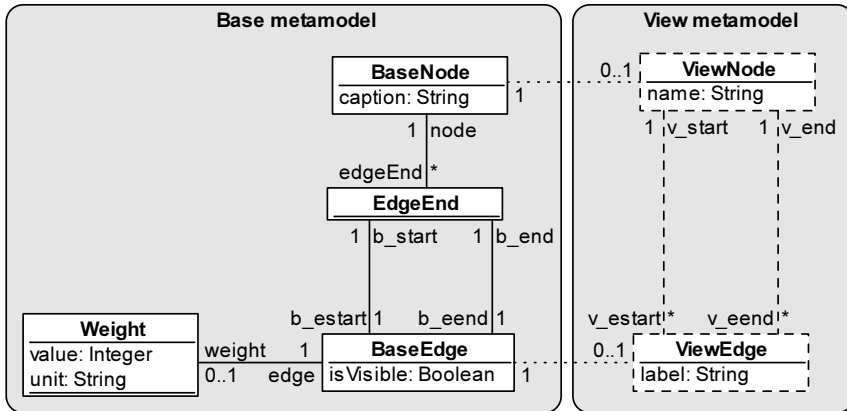 Base metamodel
View metamodel
BaseNode
caption: String
1
0..1
ViewNode
name: String
1 node
1 v_start
1 v_end
edgeEnd *
EdgeEnd
1 b_start
1 b_end
b_estart 1
b_eend 1
v_estart *
v_eend *
Weight
value: Integer
unit: String
weight
0..1
1
edge
BaseEdge
isVisible: Boolean
1
0..1
ViewEdge
label: String